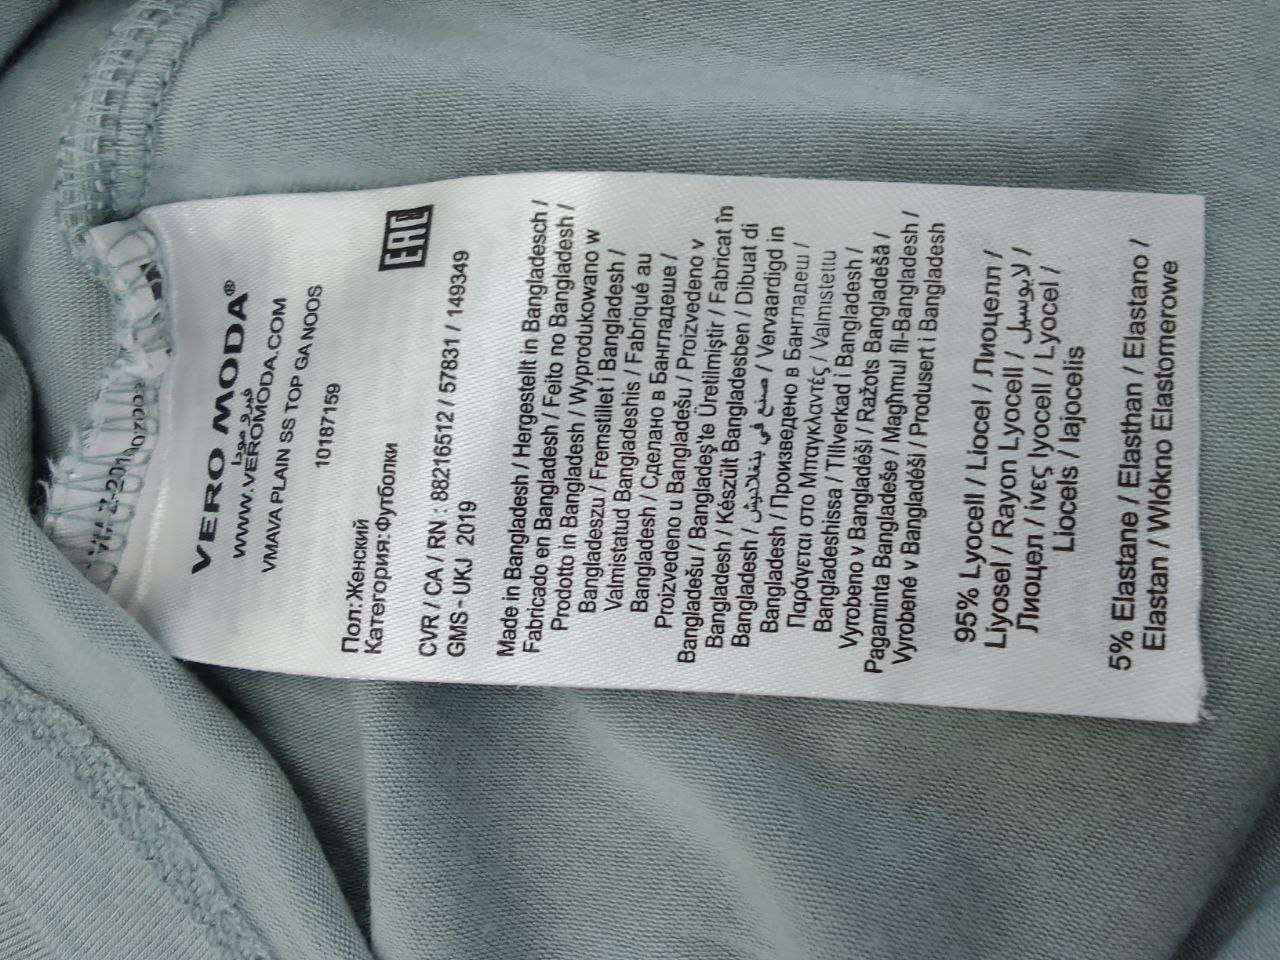 VERO MODA®
فيرو مودا
www.VEROMODA.COM
VMAVA PLAIN SS TOP GA NOOS
10187159
Пол: Женский
Категория: Футболки
EAC
CVR / CA / RN : 88216512 / 57831 / 149349
GMS - UKJ 2019
Made in Bangladesh / Hergestellt in Bangladesch /
Fabricado en Bangladesh / Feito no Bangladesh /
Prodotto in Bangladesh / Wyprodukowano w
Bangladeszu / Fremstillet i Bangladesh /
Valmistatud Bangladeshis / Fabriqué au
Bangladesh / Сделано в Бангладеше /
Proizvedeno u Bangladešu / Proizvedeno v
Bangladešu / Bangladeş'te Üretilmiştir / Fabricat în
Bangladesh / Készült Bangladesben / Dibuat di
Bangladesh / صنع في بنغلاديش / Vervaardigd in
Bangladesh / Произведено в Бангладеш /
Παράγεται στο Μπαγκλαντές / Valmistettu
Bangladeshissa / Tillverkad i Bangladesh /
Vyrobeno v Bangladéši / Ražots Bangladešā /
Pagaminta Bangladeše / Magħmul fil-Bangladesh /
Vyrobené v Bangladéši / Produsert i Bangladesh
95% Lyocell / Liocel / Лиоцелл /
Liyosel / Rayon Lyocell / لايوسيل /
Лиоцел / ίνες lyocell / Lyocel /
Liocels / lajocelis
5% Elastane / Elasthan / Elastano /
Elastan / Włókno Elastomerowe